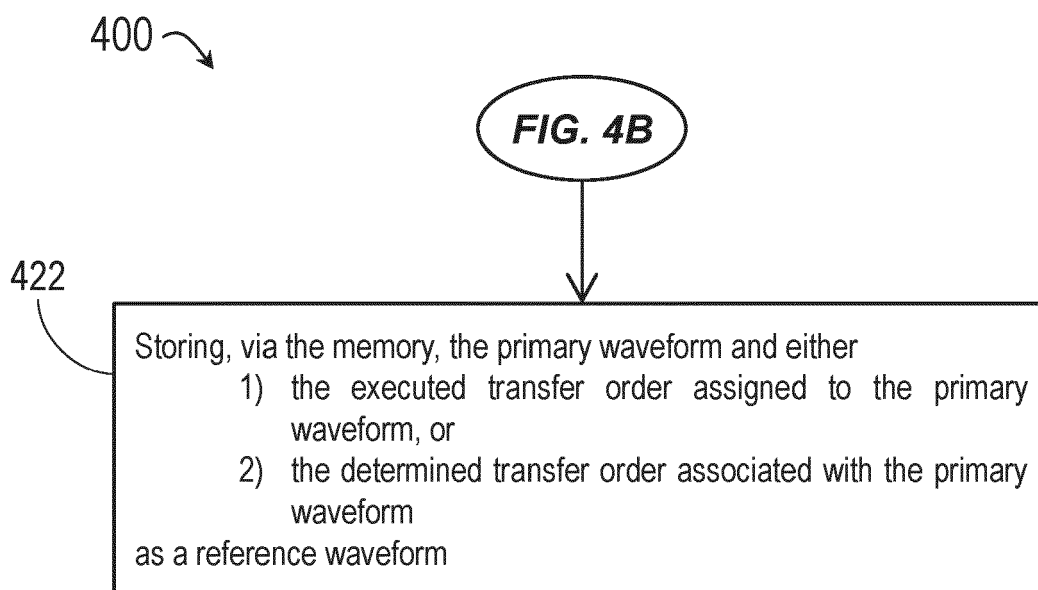 400
FIG. 4B
422
Storing, via the memory, the primary waveform and either
1) the executed transfer order assigned to the primary
waveform, or
2) the determined transfer order associated with the primary
waveform
as a reference waveform